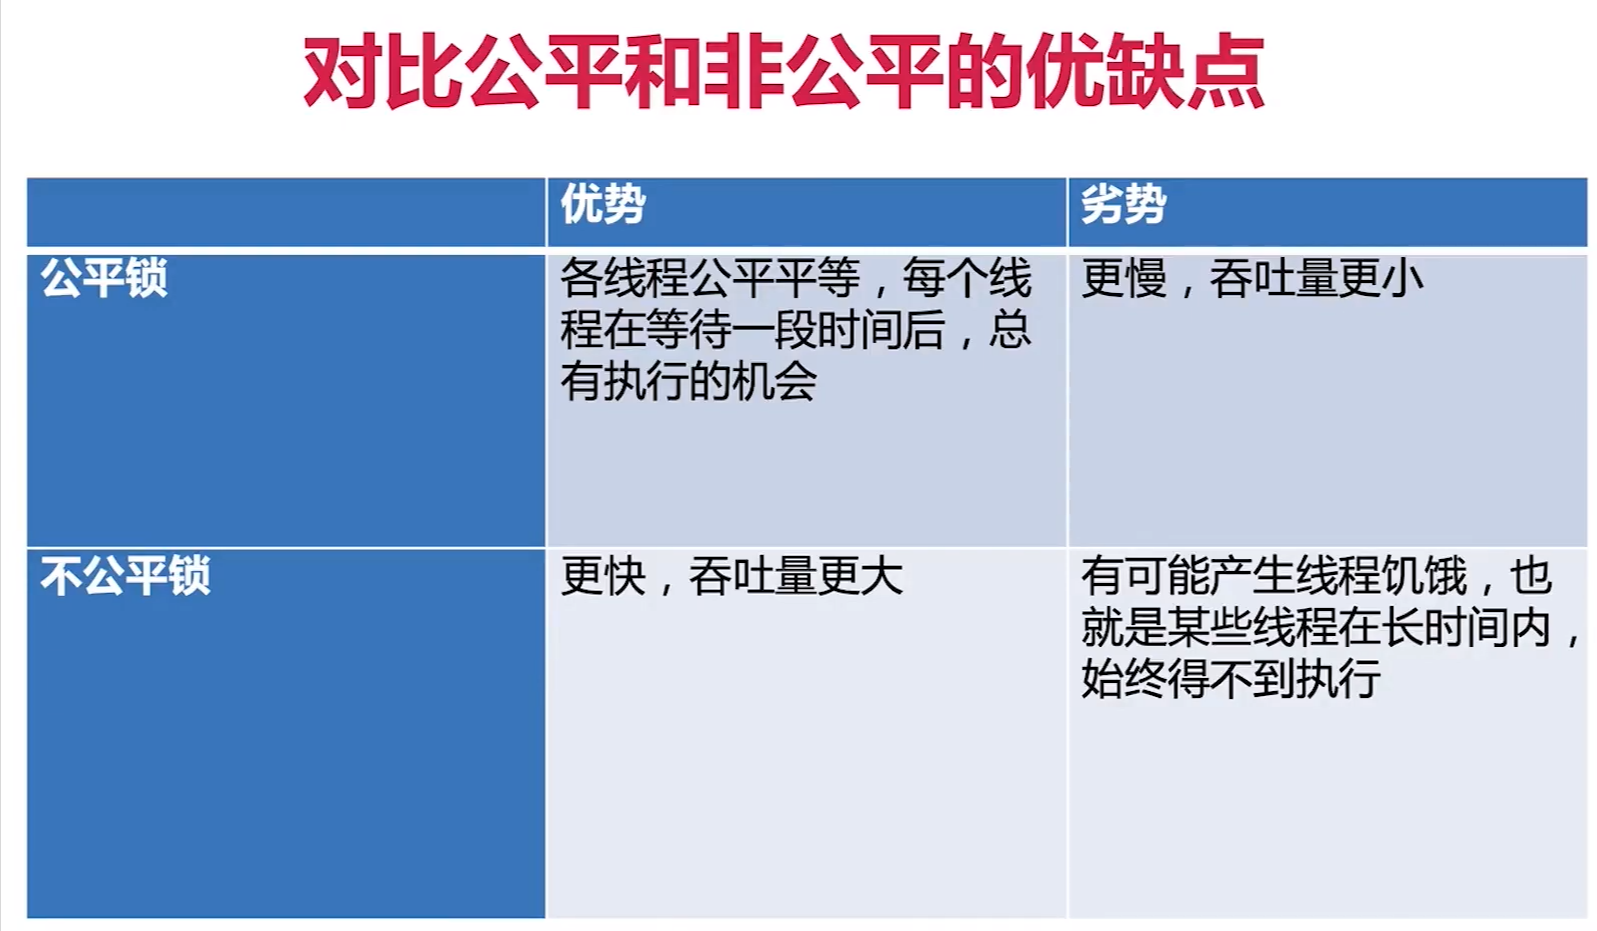 对比公平和非公平的优缺点
优势
劣势
公平锁
各线程公平平等，每个线
程在等待一段时间后，总
有执行的机会
更慢，吞吐量更小
不公平锁
更快，吞吐量更大
有可能产生线程饥饿，也
就是某些线程在长时间内，
始终得不到执行